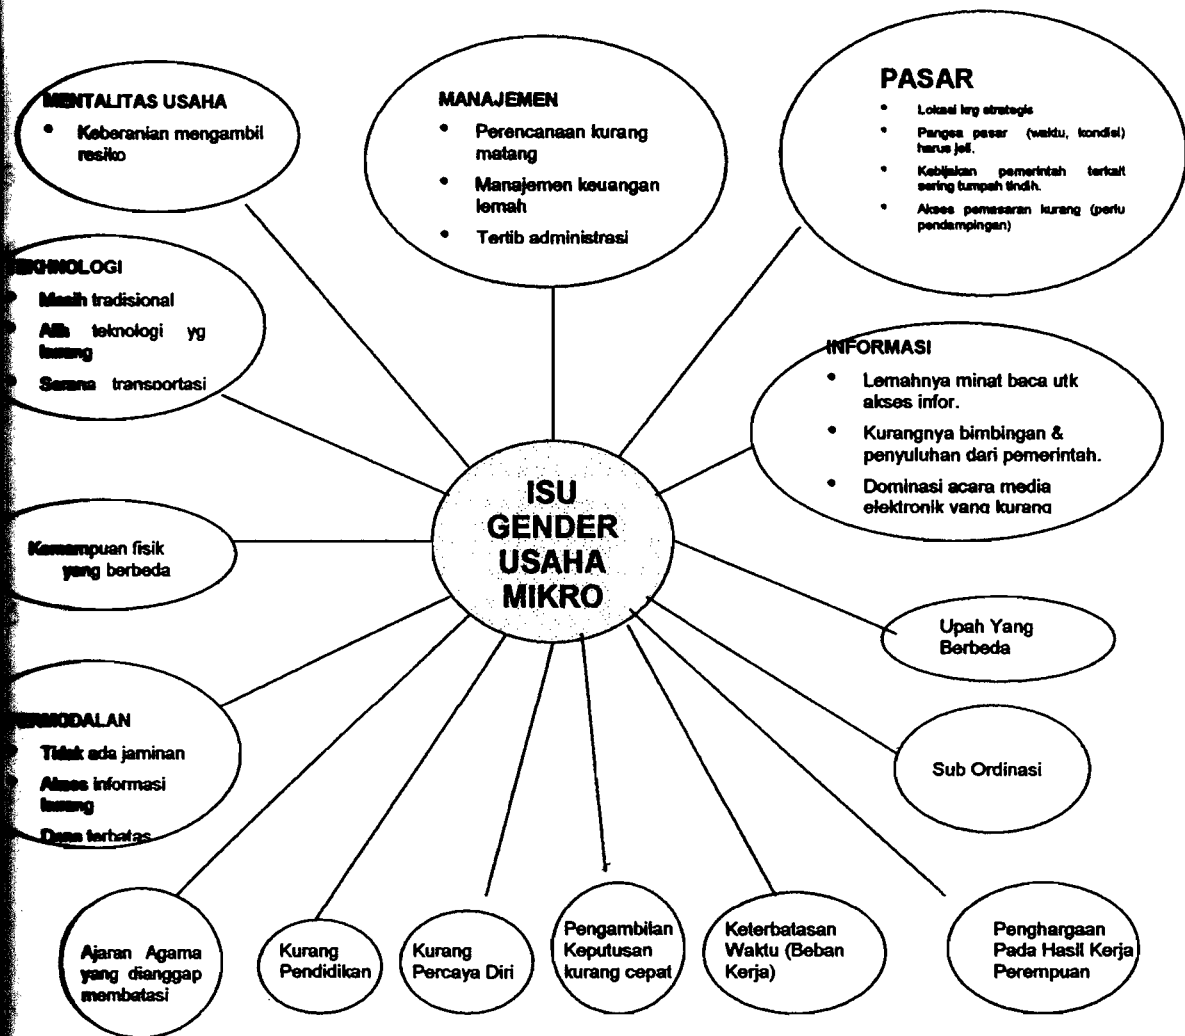 MENTALITAS USAHA
• Keberanian mengambil
resiko
MANAJEMEN
• Perencanaan kurang
matang
• Manajemen keuangan
lemah
• Tertib administrasi
PASAR
• Lokasi krg strategis
• Pangsa pasar (waktu, kondisi)
harus jeli.
• Kebijakan pemerintah terkait
sering tumpah tindih.
• Akses pemasaran kurang (perlu
pendampingan)
TEKHNOLOGI
• Masih tradisional
• Alih teknologi yg
kurang
• Sarana transportasi
INFORMASI
• Lemahnya minat baca utk
akses infor.
• Kurangnya bimbingan &
penyuluhan dari pemerintah.
• Dominasi acara media
elektronik yang kurang
ISU
GENDER
USAHA
MIKRO
Kemampuan fisik
yang berbeda
Upah Yang
Berbeda
PERMODALAN
• Tidak ada jaminan
• Akses informasi
kurang
• Dana terbatas
Sub Ordinasi
Ajaran Agama
yang dianggap
membatasi
Kurang
Pendidikan
Kurang
Percaya Diri
Pengambilan
Keputusan
kurang cepat
Keterbatasan
Waktu (Beban
Kerja)
Penghargaan
Pada Hasil Kerja
Perempuan